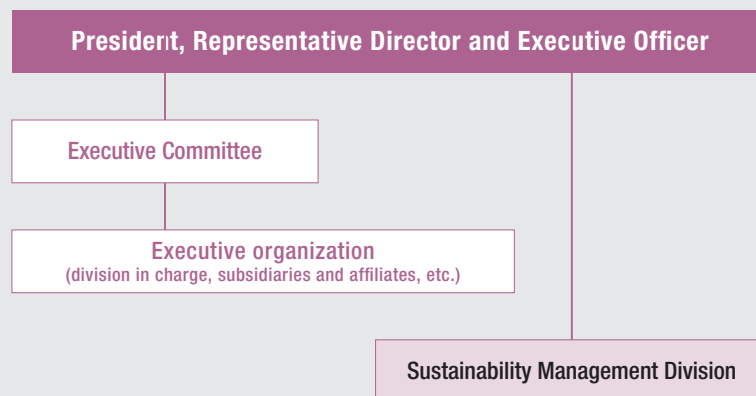 President, Representative Director and Executive Officer
Executive Committee
Executive organization
(division in charge, subsidiaries and affiliates, etc.)
Sustainability Management Division